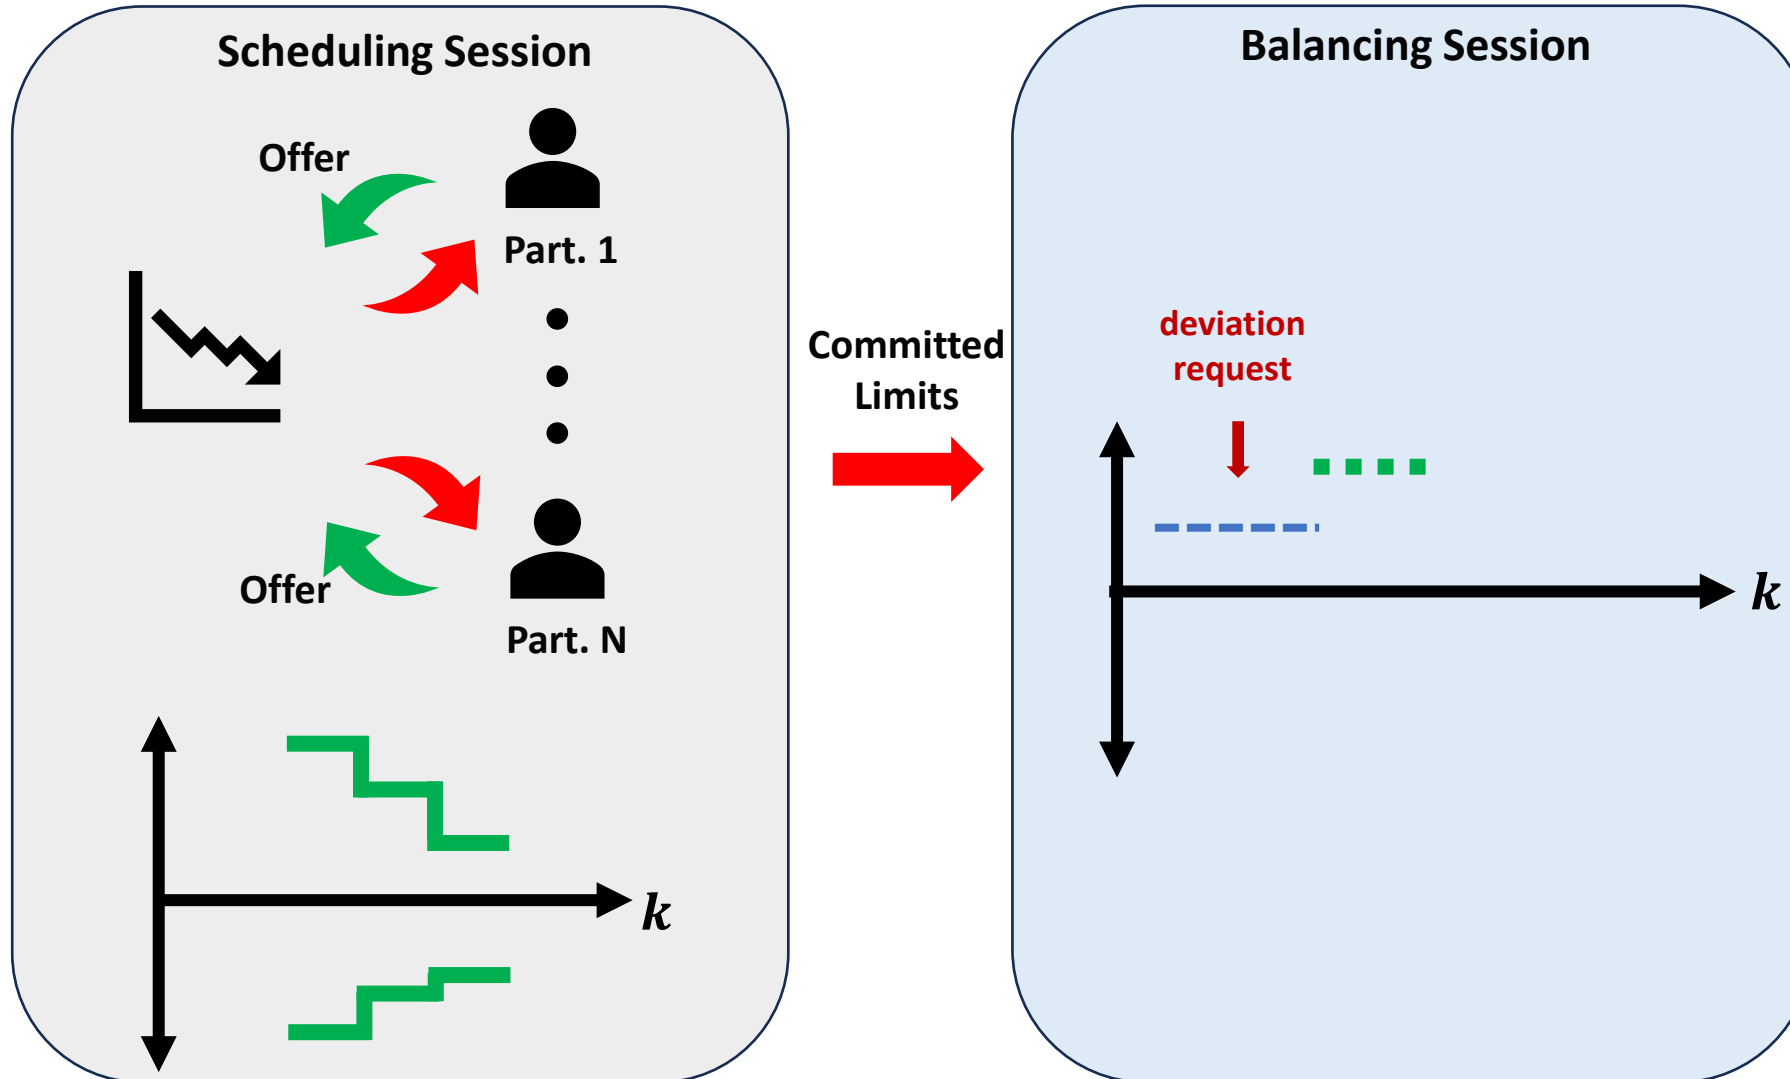 Scheduling Session
Offer
Part. 1
Offer
Part. N
k
Committed
Limits
Balancing Session
deviation
request
k